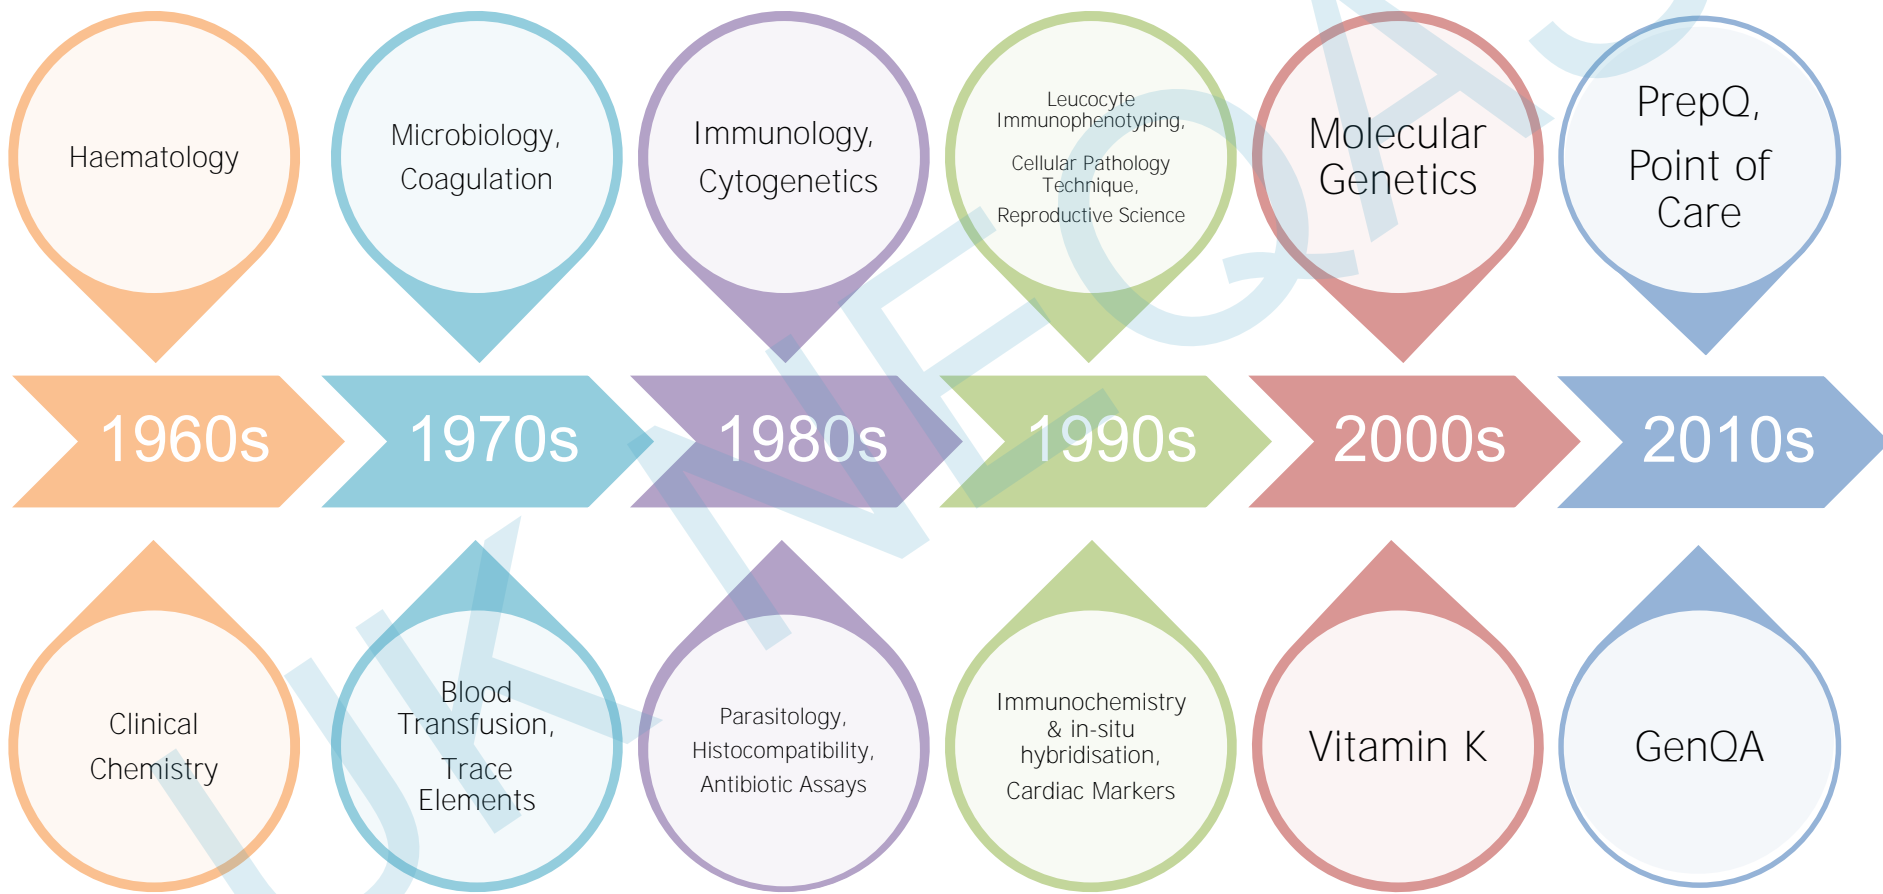 Haematology
Microbiology,
Coagulation
Immunology,
Cytogenetics
Leucocyte
Immunophenotyping,
Cellular Pathology
Technique,
Reproductive Science
Molecular
Genetics
PrepQ,
Point of
Care
1960s
1970s
1980s
1990s
2000s
2010s
Clinical
Chemistry
Blood
Transfusion,
Trace
Elements
Parasitology,
Histocompatibility,
Antibiotic Assays
Immunochemistry
& in-situ
hybridisation,
Cardiac Markers
Vitamin K
GenQA
UK NEQAS